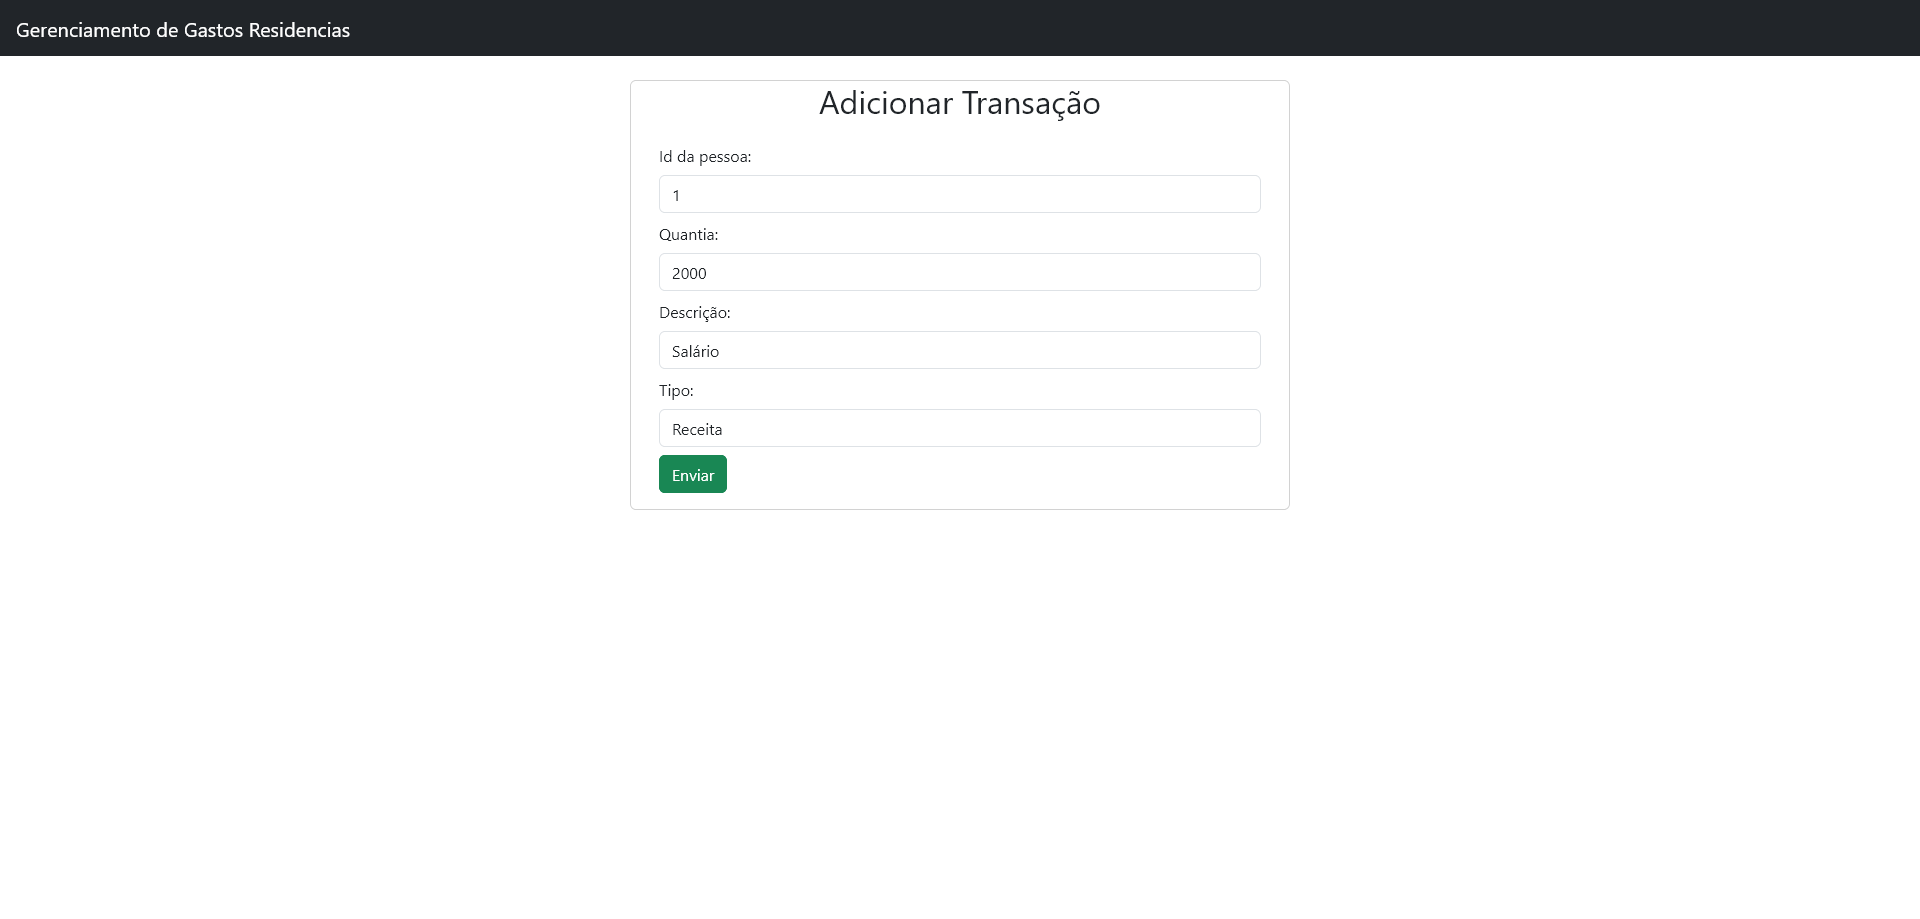 Gerenciamento de Gastos Residencias
Adicionar Transação
Id da pessoa:
1
Quantia:
2000
Descrição:
Salário
Tipo:
Receita
Enviar